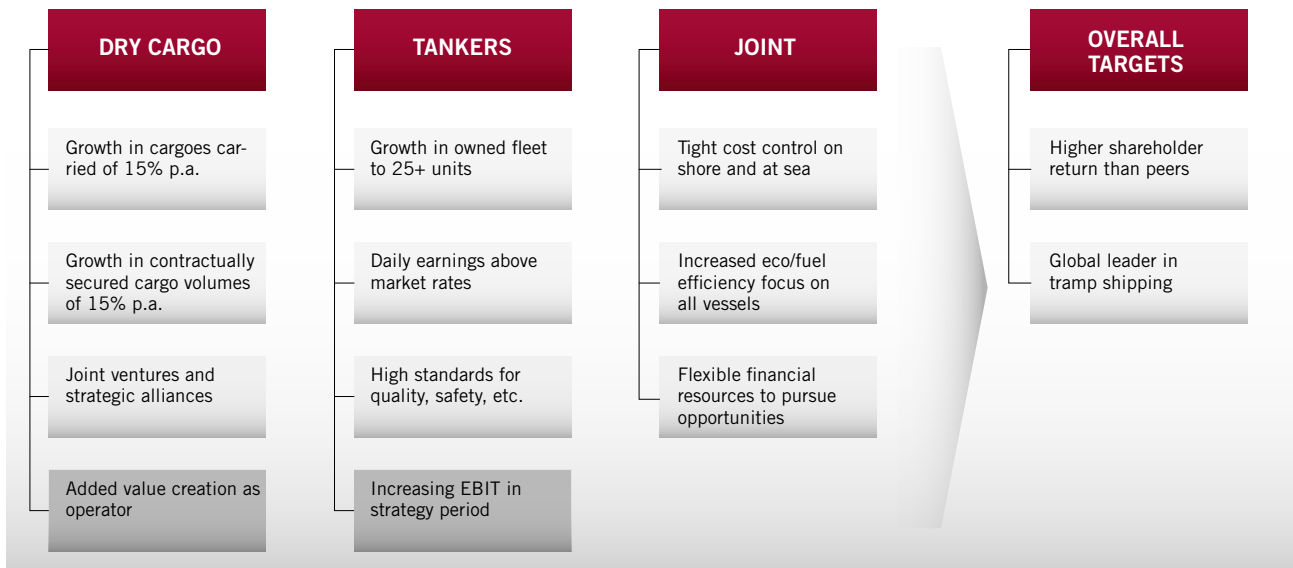 DRY CARGO
Growth in cargoes car-
ried of 15% p.a.
Growth in contractually
secured cargo volumes
of 15% p.a.
Joint ventures and
strategic alliances
Added value creation as
operator
TANKERS
Growth in owned fleet
to 25+ units
Daily earnings above
market rates
High standards for
quality, safety, etc.
Increasing EBIT in
strategy period
JOINT
Tight cost control on
shore and at sea
Increased eco/fuel
efficiency focus on
all vessels
Flexible financial
resources to pursue
opportunities
OVERALL
TARGETS
Higher shareholder
return than peers
Global leader in
tramp shipping